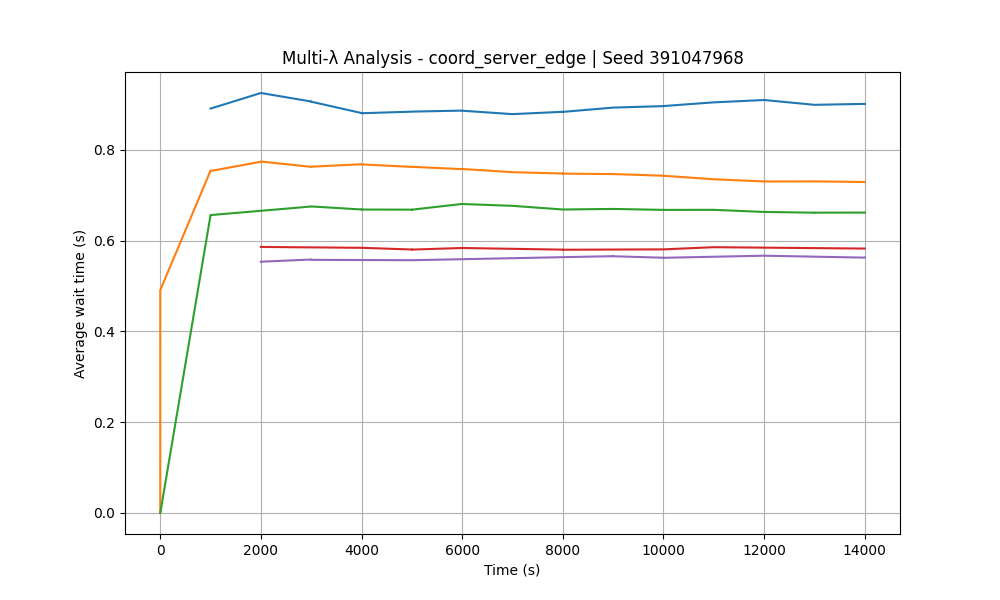 Multi-λ Analysis - coord_server_edge | Seed 391047968
Average wait time (s)
0.8
0.6
0.4
0.2
0.0
0 2000 4000 6000 8000 10000 12000 14000
Time (s)